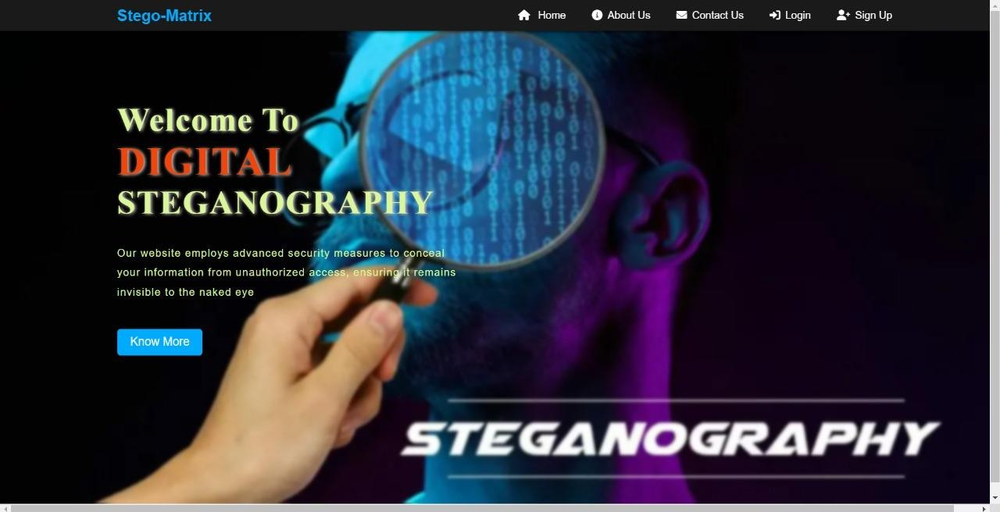 Stego-Matrix
Home
About Us
Contact Us
Login
Sign Up
Welcome To
DIGITAL
STEGANOGRAPHY
Our website employs advanced security measures to conceal
your information from unauthorized access, ensuring it remains
invisible to the naked eye
Know More
STEGANOGRAPHY